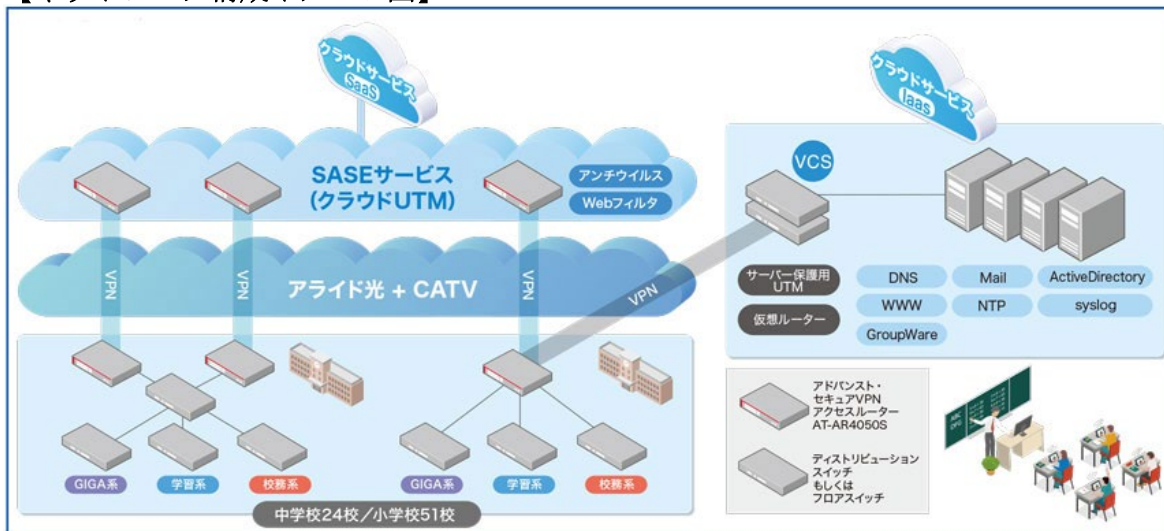 クラウドサービス
SaaS
クラウドサービス
Iaas
SASEサービス
(クラウドUTM)
アンチウイルス
Webフィルタ
VCS
VPN
VPN
VPN
VPN
アライド光 + CATV
サーバー保護用
UTM
仮想ルーター
DNS
Mail
ActiveDirectory
WWW
NTP
syslog
GroupWare
GIGA系
学習系
校務系
GIGA系
学習系
校務系
中学校24校/小学校51校
アドバンスト・
セキュアVPN
アクセスルーター
AT-AR4050S
ディストリビューション
スイッチ
もしくは
フロアスイッチ
ABC